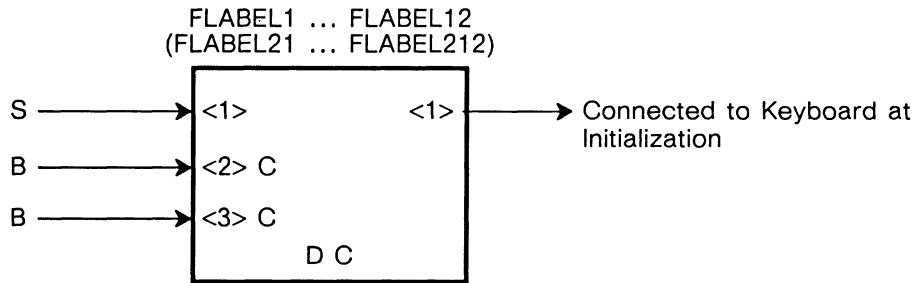 FLABEL1 ... FLABEL12
(FLABEL21 ... FLABEL212)
S <1> <1> Connected to Keyboard at
Initialization
B <2> C
B <3> C
D C